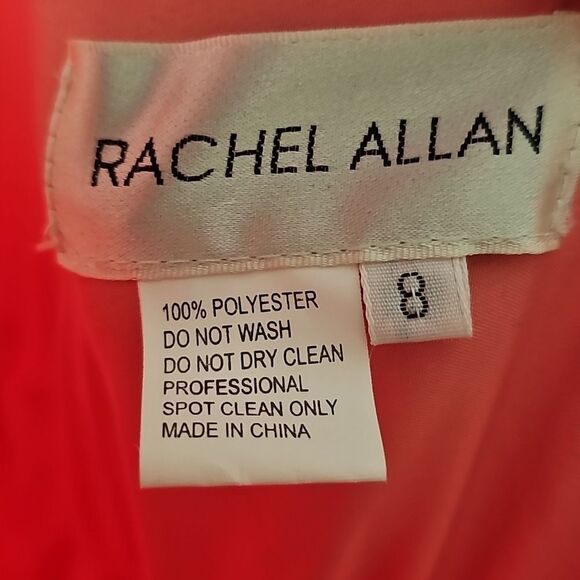 RACHEL ALLAN
8
100% POLYESTER
DO NOT WASH
DO NOT DRY CLEAN
PROFESSIONAL
SPOT CLEAN ONLY
MADE IN CHINA